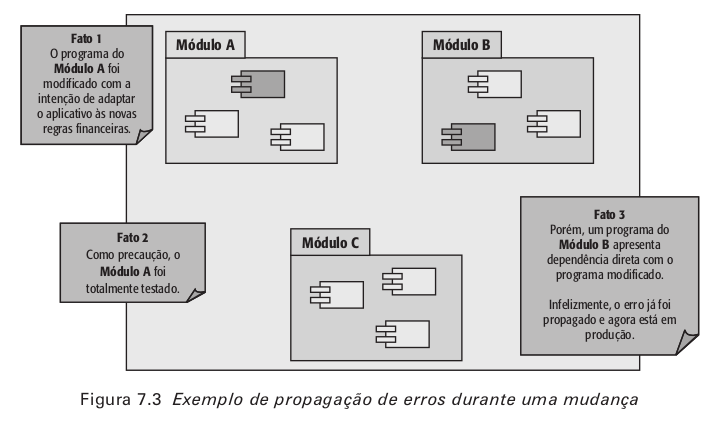 Fato 1
O programa do
Módulo A foi
modificado com a
intenção de adaptar
o aplicativo às novas
regras financeiras.
Módulo A
Módulo B
Fato 2
Como precaução, o
Módulo A foi
totalmente testado.
Módulo C
Fato 3
Porém, um programa do
Módulo B apresenta
dependência direta com o
programa modificado.
Infelizmente, o erro já foi
propagado e agora está em
produção.
Figura 7.3 Exemplo de propagação de erros durante uma mudança